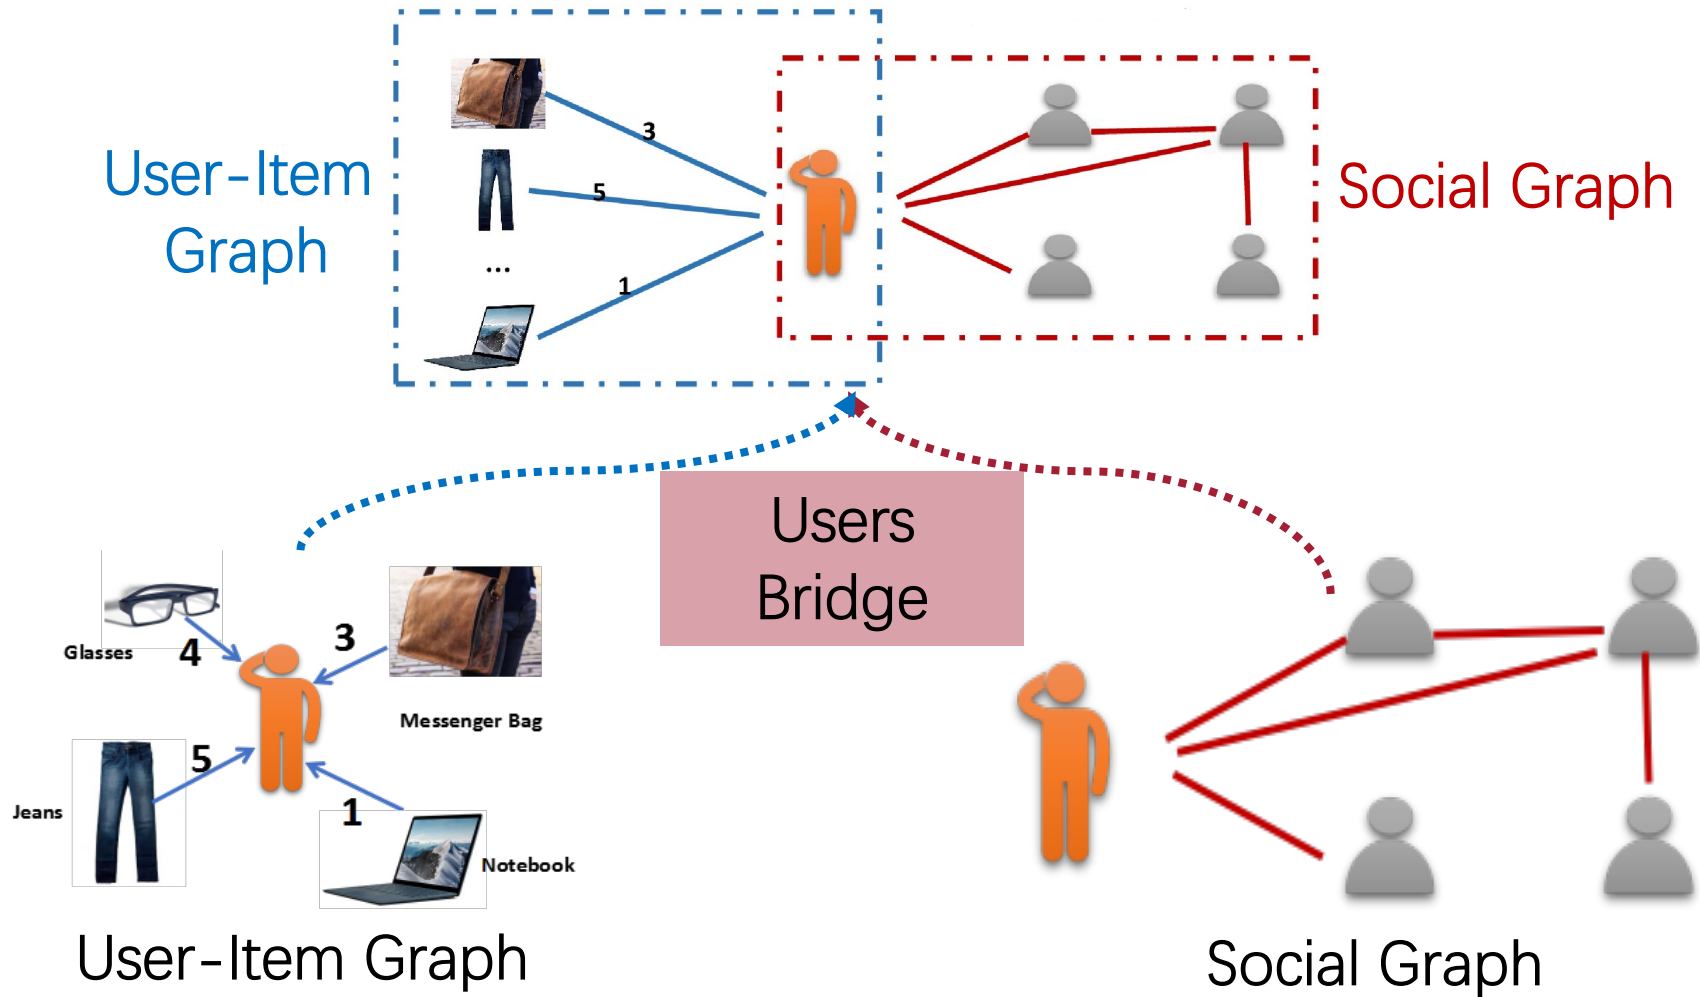 User-Item
Graph
3
5
...
1
Social Graph
Users
Bridge
Glasses
4
3
Messenger Bag
5
Jeans
1
Notebook
User-Item Graph
Social Graph